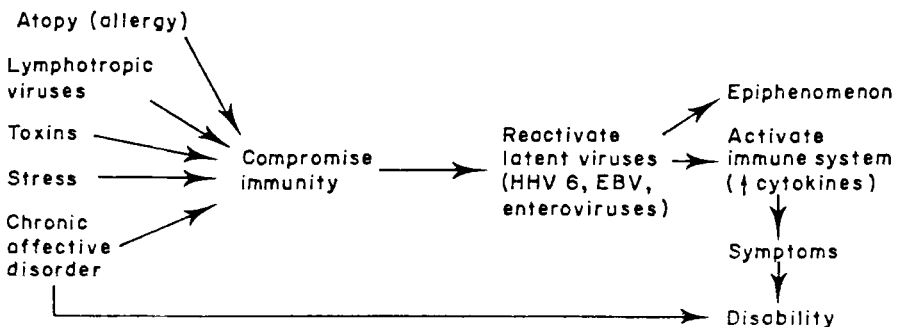 Atopy (allergy)
Lymphotropic
viruses
Toxins
Stress
Chronic
affective
disorder
Compromise
immunity
Reactivate
latent viruses
(HHV 6, EBV,
enteroviruses)
Epiphenomenon
Activate
immune system
(↑ cytokines)
Symptoms
Disability